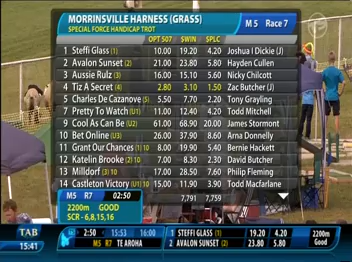 MORRINSVILLE HARNESS (GRASS) M 5 Race 7
SPECIAL FORCE HANDICAP TROT
OPT 507 $WIN $PLC
1 Steffi Glass (1) 10.00 19.20 4.20 Joshua I Dickie (J)
2 Avalon Sunset (2) 21.00 23.80 5.80 Hayden Cullen
3 Aussie Rulz (3) 16.00 15.10 5.60 Nicky Chilcott
4 Tiz A Secret (4) 2.80 3.10 1.50 Zac Butcher (J)
5 Charles De Cazanove (5) 5.50 7.70 2.20 Tony Grayling
7 Pretty To Watch (U1) 11.00 12.40 4.20 Todd Mitchell
9 Cool As Can Be (U2) 61.00 68.90 20.00 James Stormont
10 Bet Online (U3) 26.00 37.90 8.60 Arna Donnelly
11 Grant Our Chances (1) 10 8.00 19.90 5.40 Bernie Hackett
12 Katelin Brooke (2) 10 7.00 8.30 2.30 David Butcher
13 Milldorf (3) 10 17.00 28.50 7.60 Philip Fleming
14 Castleton Victory (U1) 10 15.00 11.90 3.90 Todd Macfarlane
M5 R7 02:50 7,791 7,759
2200m GOOD
SCR - 6,8,15,16
TAB 2:50 15:53 16:00 1 STEFFI GLASS (1) 19.20 4.20 2200m
15:41 M5 R7 TE AROHA 2 AVALON SUNSET (2) 23.80 5.80 Good